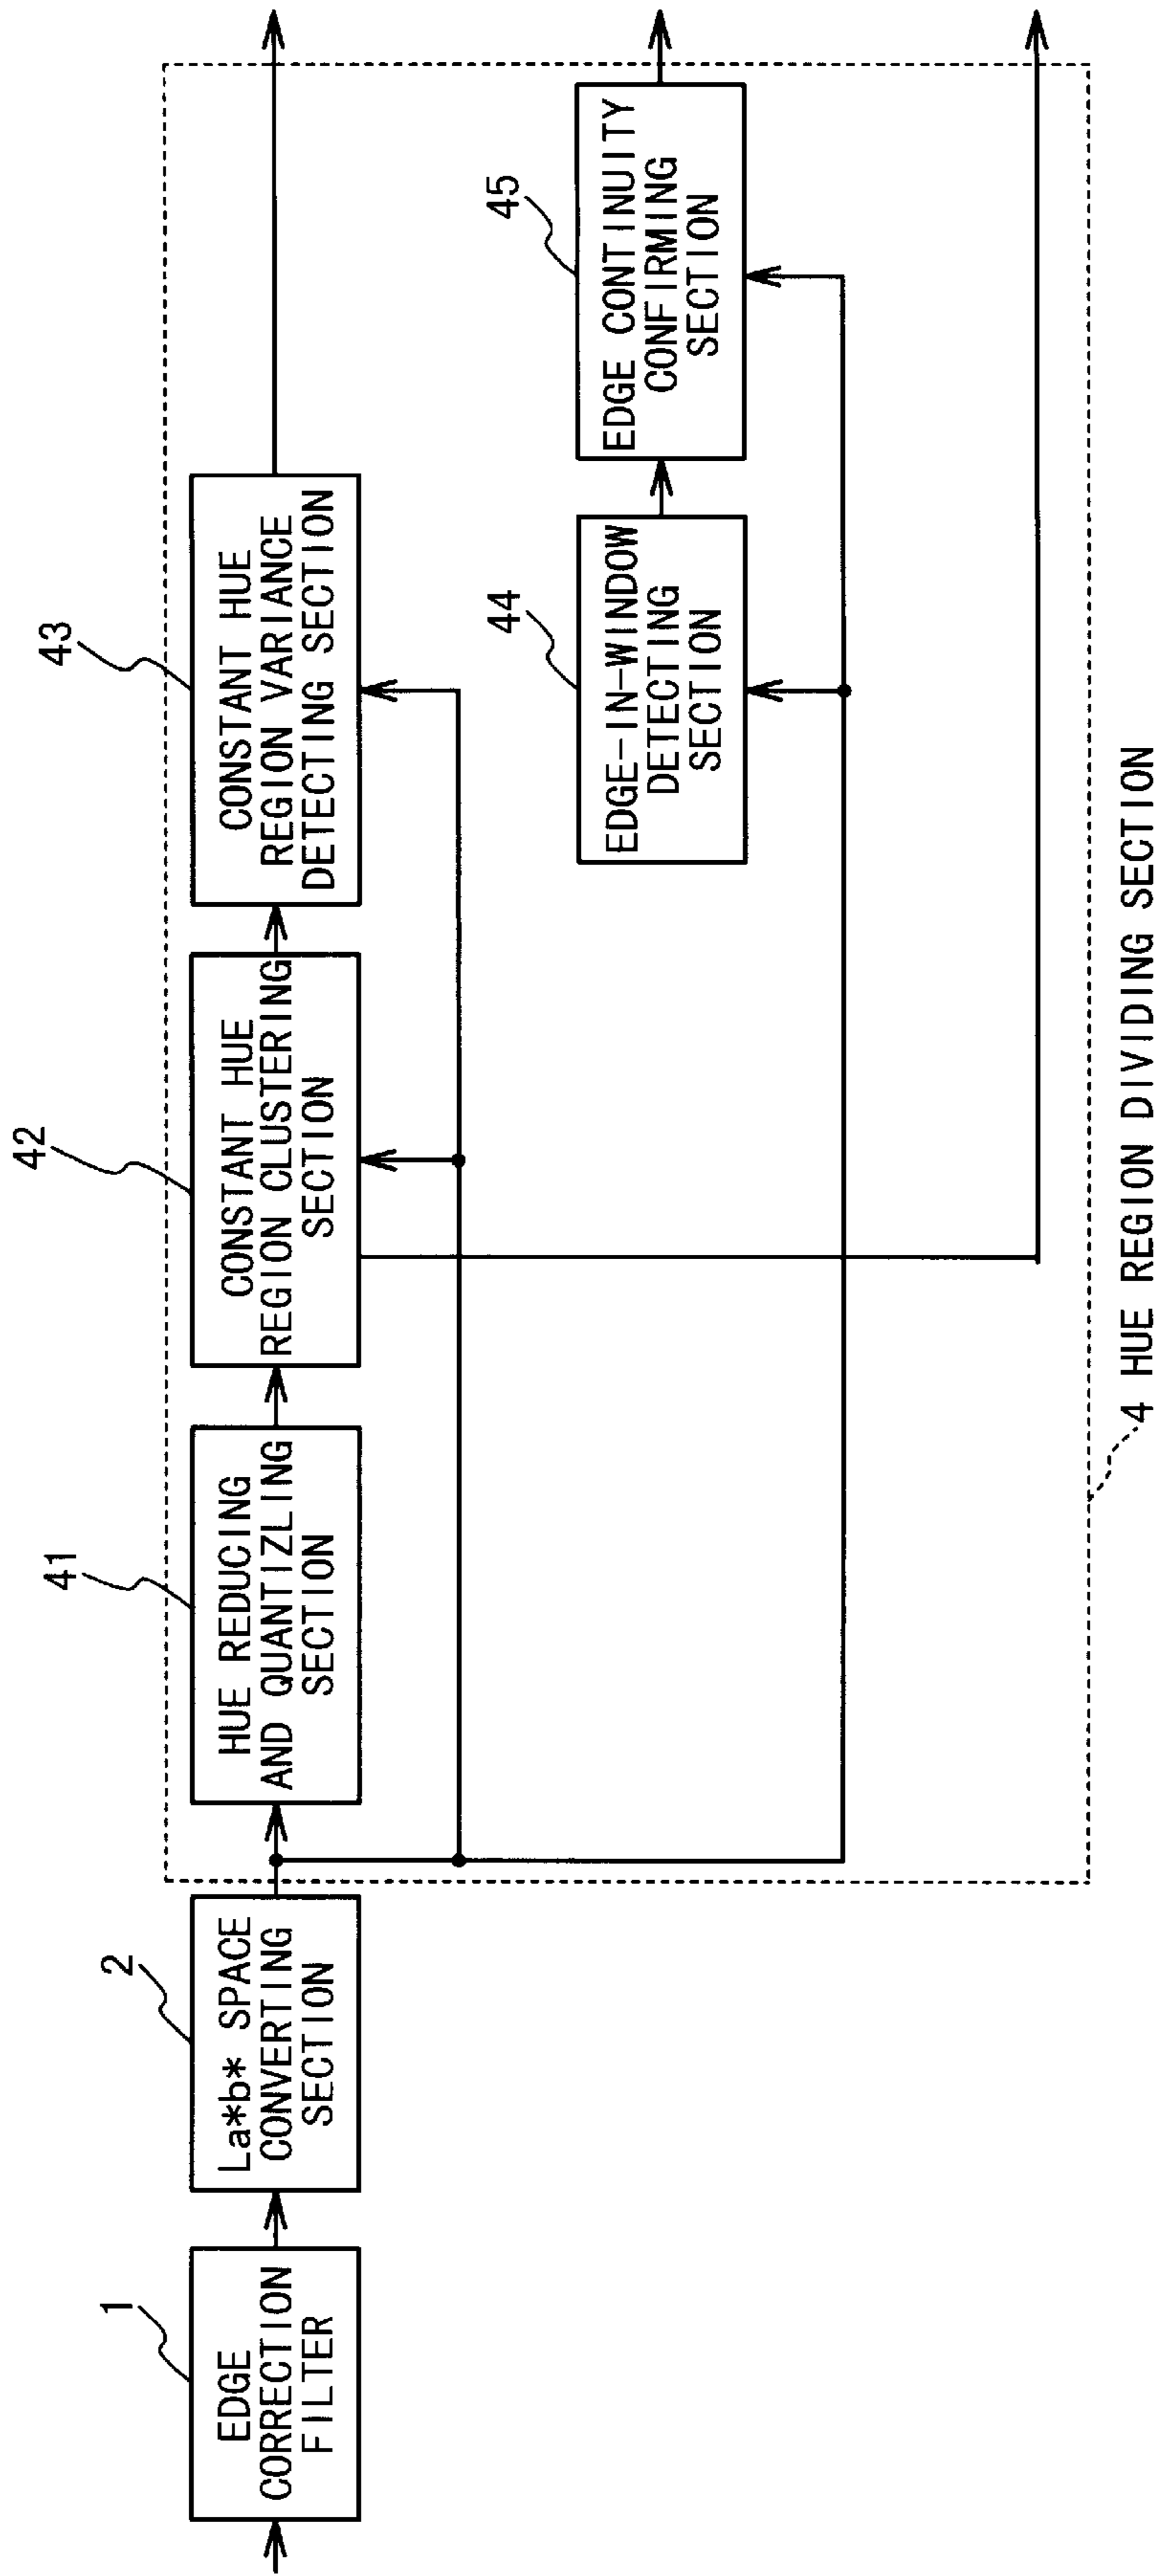 1
EDGE
CORRECTION
FILTER
2
La*b* SPACE
CONVERTING
SECTION
41
HUE REDUCING
AND QUANTIZLING
SECTION
42
CONSTANT HUE
REGION CLUSTERING
SECTION
43
CONSTANT HUE
REGION VARIANCE
DETECTING SECTION
44
EDGE-IN-WINDOW
DETECTING
SECTION
45
EDGE CONTINUITY
CONFIRMING
SECTION
4 HUE REGION DIVIDING SECTION